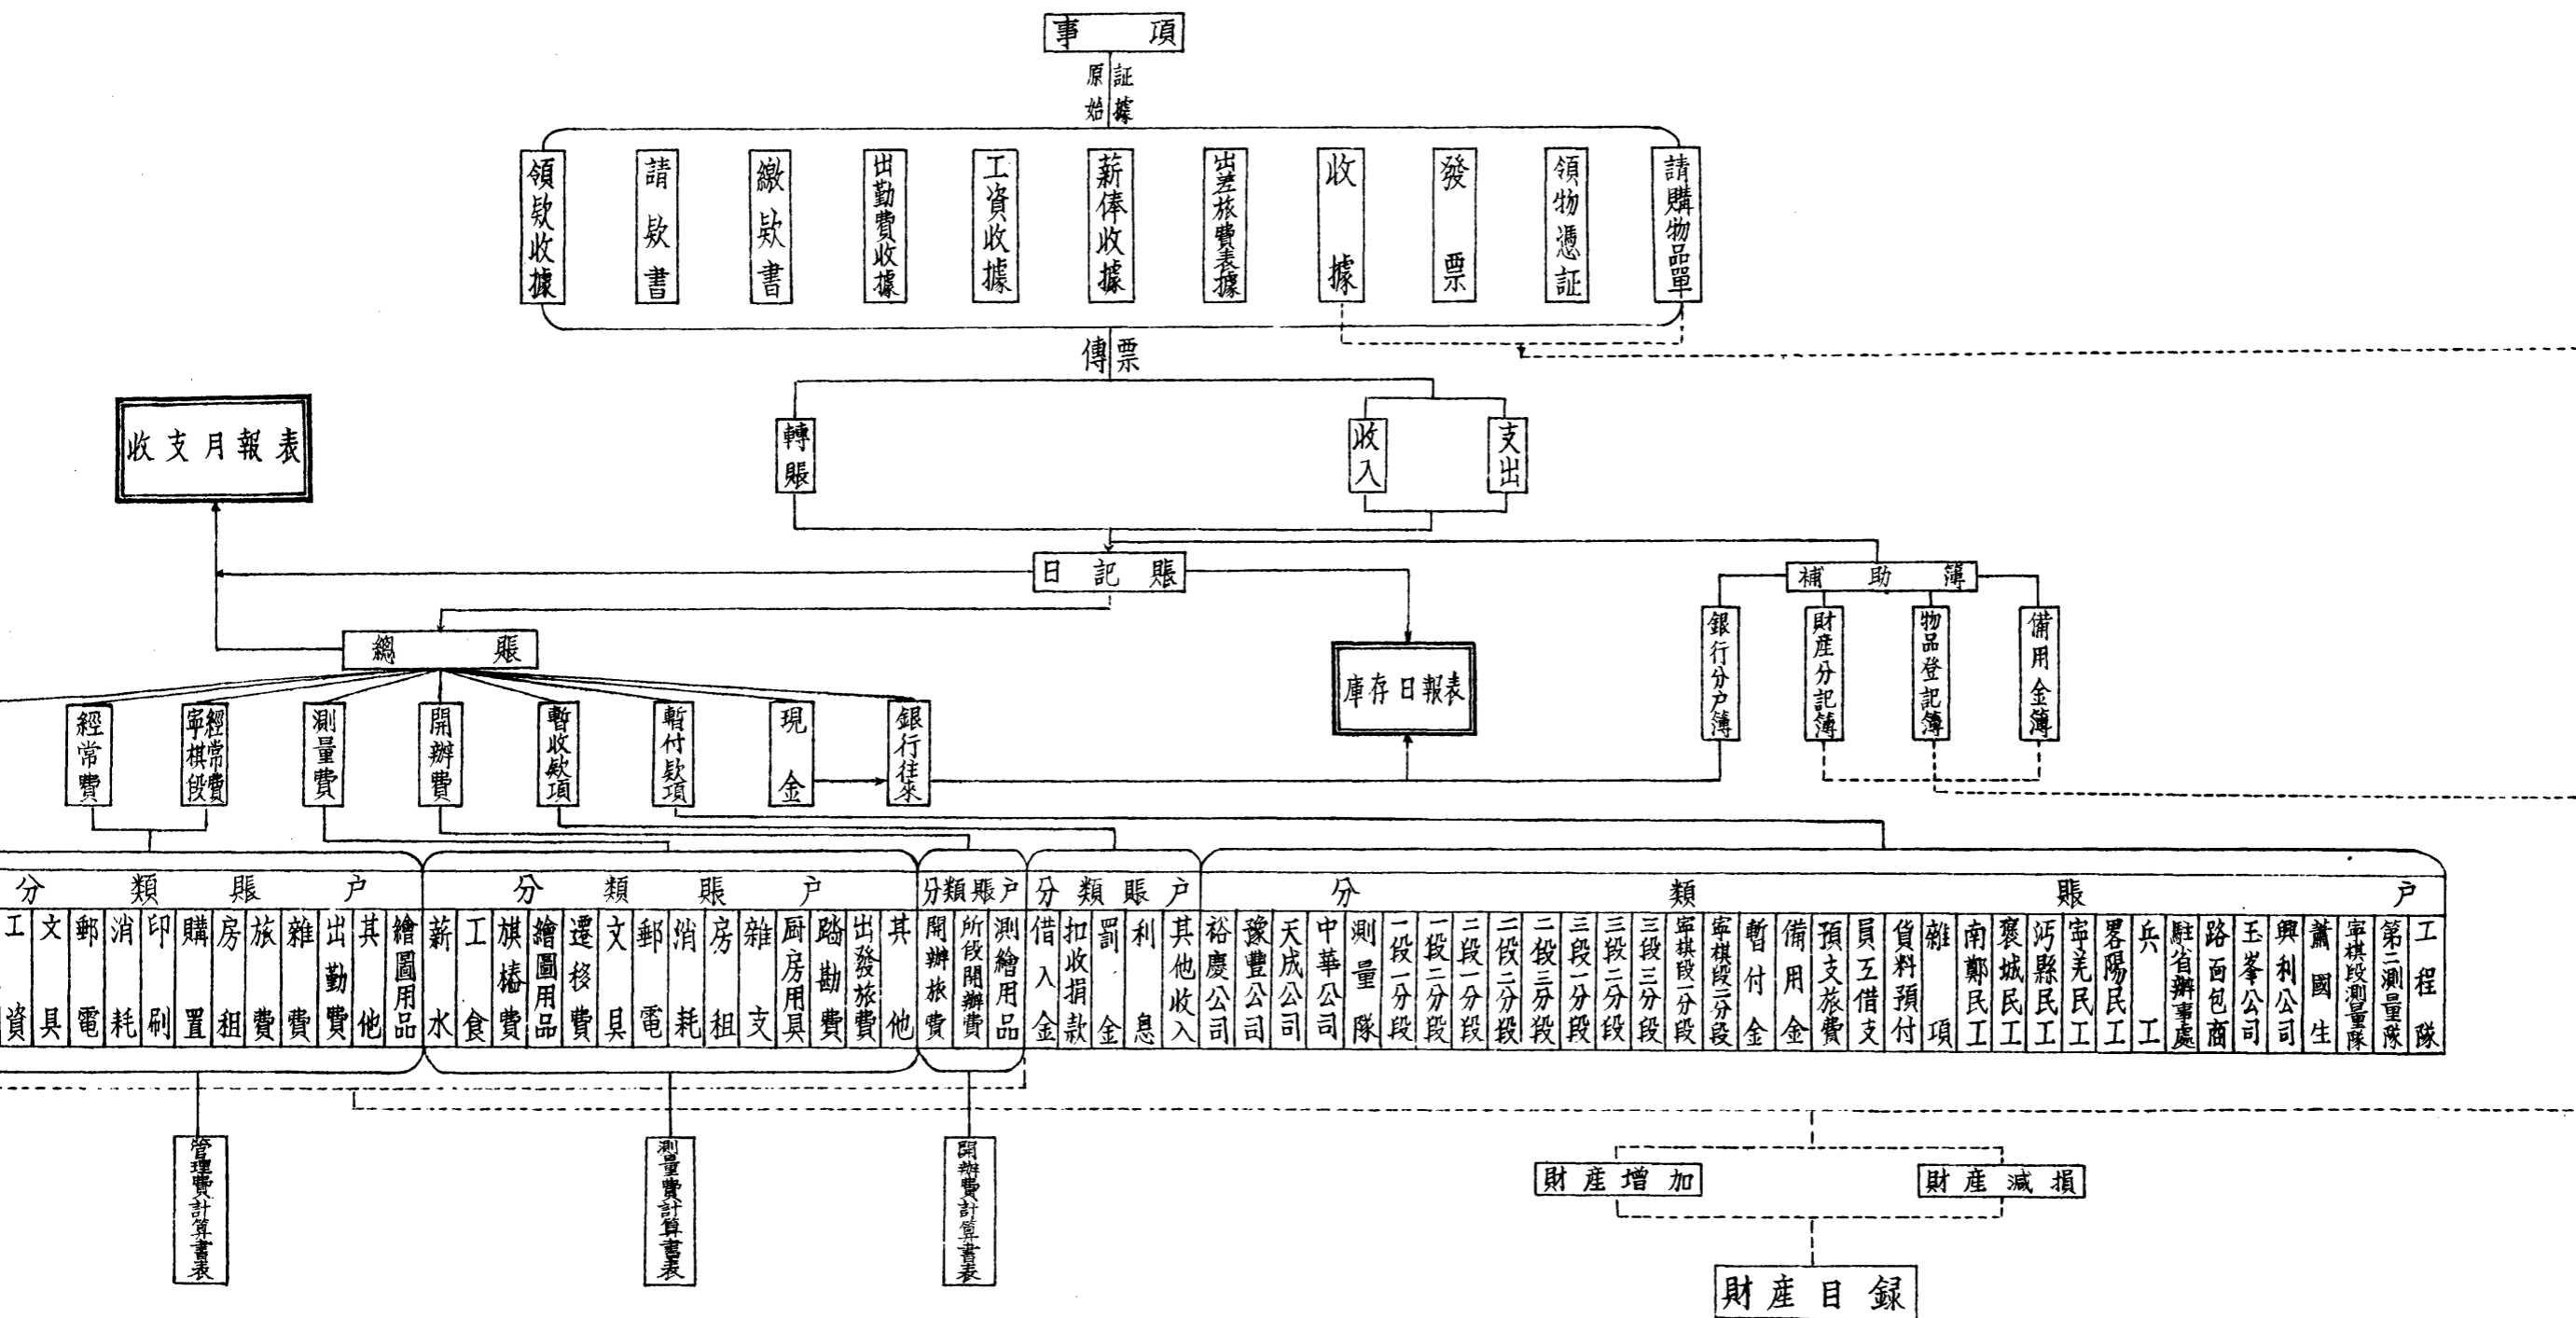 事項
原始証據
領欵收據
請欵書
繳欵書
出勤費收據
工資收據
薪俸收據
出差旅費表據
收據
發票
領物憑証
請購物品單
傳票
轉賬
收入
支出
收支月報表
日記賬
補助簿
總賬
庫存日報表
銀行分户簿
財產分記簿
物品登記簿
備用金簿
經常費
經常費寧棋段
測量費
開辦費
暫收欵項
暫付欵項
現金
銀行往來
分類賬户
分類賬户
分類賬户
分類賬户
分類賬户
工資
文具
郵電
消耗
印刷
購置
房租
旅費
雜費
出勤費
其他
繪圖用品
薪水
工食
旗樁費
繪圖用品
遷移費
文具
郵電
消耗
房租
雜支
厨房用具
踏勘費
出發旅費
其他
開辦旅費
所段開辦費
測繪用品
借入金
扣收捐款
罰金
利息
其他收入
裕慶公司
豫豐公司
天成公司
中華公司
測量隊
一段一分段
一段二分段
二段一分段
二段二分段
二段三分段
三段一分段
三段二分段
三段三分段
寧棋段一分段
寧棋段二分段
暫付金
備用金
預支旅費
員工借支
貨料預付
雜項
南鄭民工
褒城民工
沔縣民工
寧羌民工
畧陽民工
兵工
駐省辦事處
路面包商
玉峯公司
興利公司
蕭國生
寧棋段測量隊
第二測量隊
工程隊
管理費計算書表
測量費計算書表
開辦費計算書表
財產增加
財產減損
財產目録